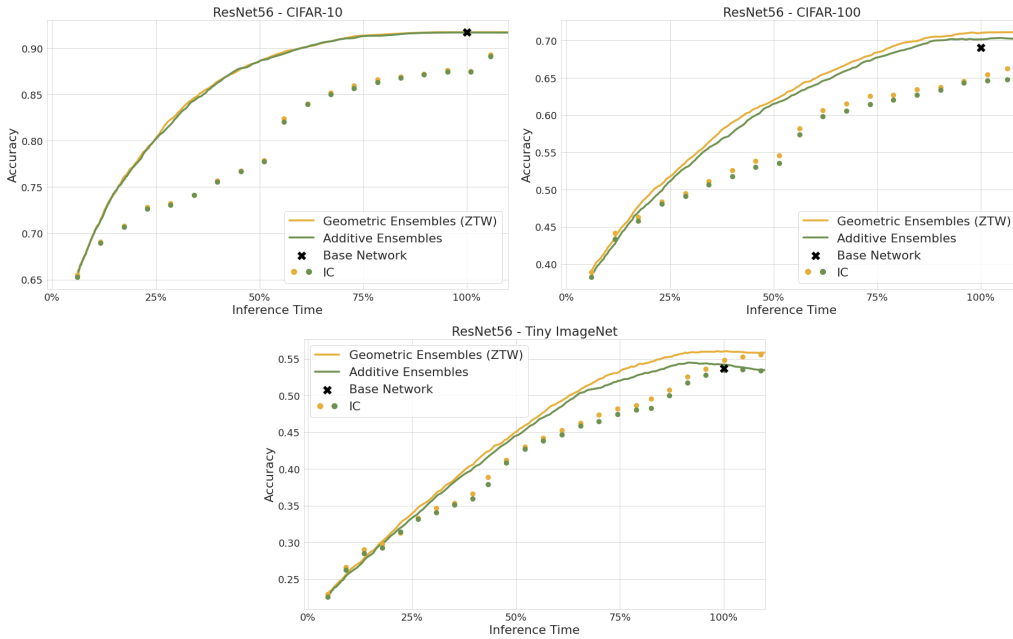 ResNet56 - CIFAR-10
0.90
0.85
0.80
0.75
0.70
0.65
Accuracy
Geometric Ensembles (ZTW)
Additive Ensembles
Base Network
IC
0% 25% 50% 75% 100%
Inference Time
ResNet56 - CIFAR-100
0.70
0.65
0.60
0.55
0.50
0.45
0.40
Accuracy
Geometric Ensembles (ZTW)
Additive Ensembles
Base Network
IC
0% 25% 50% 75% 100%
Inference Time
ResNet56 - Tiny ImageNet
Geometric Ensembles (ZTW)
Additive Ensembles
Base Network
IC
0.55
0.50
0.45
0.40
0.35
0.30
0.25
Accuracy
0% 25% 50% 75% 100%
Inference Time